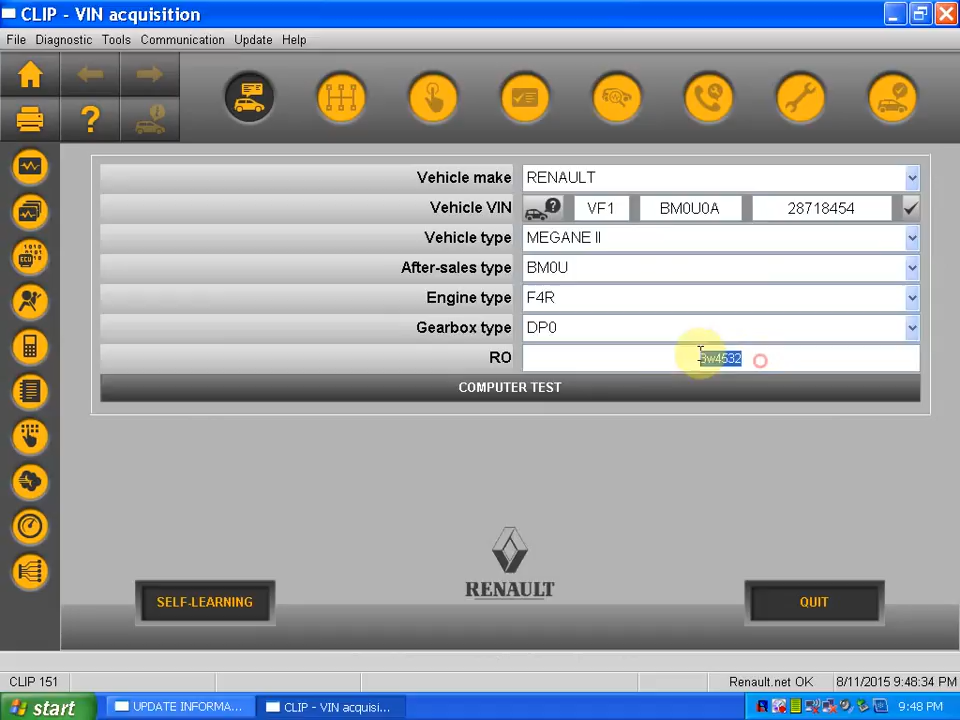 CLIP - VIN acquisition
File Diagnostic Tools Communication Update Help
Vehicle make RENAULT
Vehicle VIN VF1 BM0U0A 28718454
Vehicle type MEGANE II
After-sales type BM0U
Engine type F4R
Gearbox type DP0
RO 3w4532
COMPUTER TEST
RENAULT
SELF-LEARNING QUIT
CLIP 151 Renault.net OK 8/11/2015 9:48:34 PM
start UPDATE INFORMA... CLIP - VIN acquisi... 9:48 PM